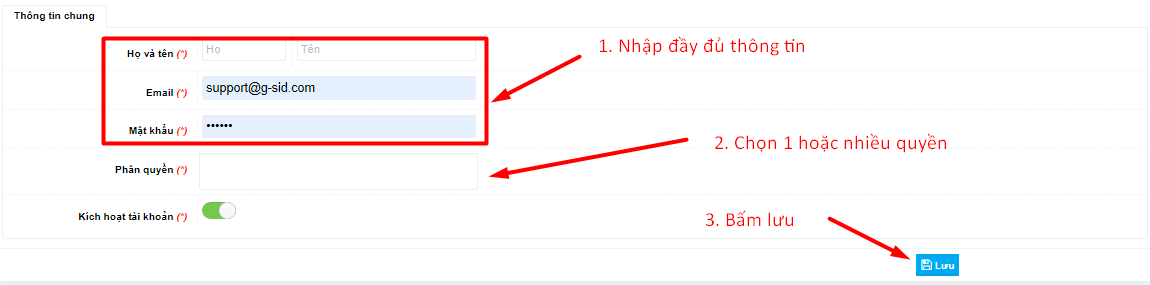 Thông tin chung
Họ và tên (*) Họ Tên
1. Nhập đầy đủ thông tin
Email (*) support@g-sid.com
Mật khẩu (*) ••••••
2. Chọn 1 hoặc nhiều quyền
Phân quyền (*)
Kích hoạt tài khoản (*)
3. Bấm lưu
Lưu